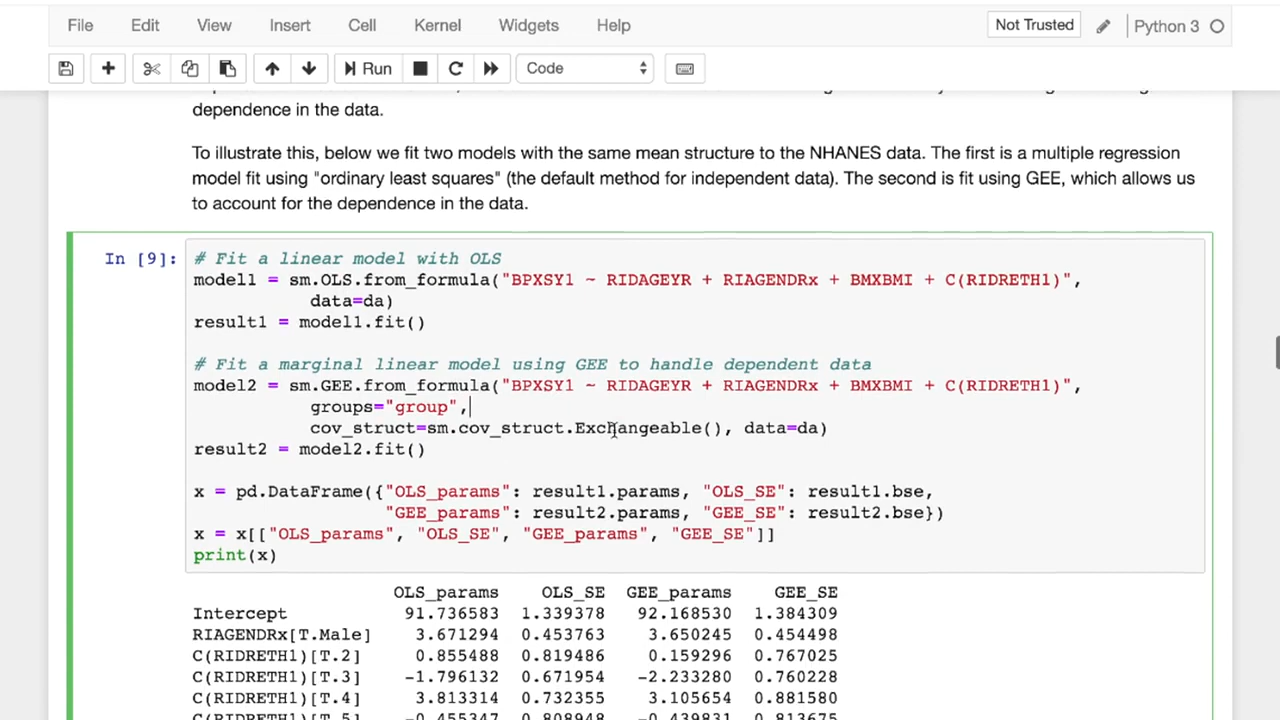 File Edit View Insert Cell Kernel Widgets Help Not Trusted Python 3
Run Code
dependence in the data.
To illustrate this, below we fit two models with the same mean structure to the NHANES data. The first is a multiple regression
model fit using "ordinary least squares" (the default method for independent data). The second is fit using GEE, which allows us
to account for the dependence in the data.
In [9]:
# Fit a linear model with OLS
model1 = sm.OLS.from_formula("BPXSY1 ~ RIDAGEYR + RIAGENDRx + BMXBMI + C(RIDRETH1)",
data=da)
result1 = model1.fit()
# Fit a marginal linear model using GEE to handle dependent data
model2 = sm.GEE.from_formula("BPXSY1 ~ RIDAGEYR + RIAGENDRx + BMXBMI + C(RIDRETH1)",
groups="group",
cov_struct=sm.cov_struct.Exchangeable(), data=da)
result2 = model2.fit()
x = pd.DataFrame({"OLS_params": result1.params, "OLS_SE": result1.bse,
"GEE_params": result2.params, "GEE_SE": result2.bse})
x = x[["OLS_params", "OLS_SE", "GEE_params", "GEE_SE"]]
print(x)
OLS_params OLS_SE GEE_params GEE_SE
Intercept 91.736583 1.339378 92.168530 1.384309
RIAGENDRx[T.Male] 3.671294 0.453763 3.650245 0.454498
C(RIDRETH1)[T.2] 0.855488 0.819486 0.159296 0.767025
C(RIDRETH1)[T.3] -1.796132 0.671954 -2.233280 0.760228
C(RIDRETH1)[T.4] 3.813314 0.732355 3.105654 0.881580
C(RIDRETH1)[T.5] -0.455347 0.808948 -0.439831 0.813675